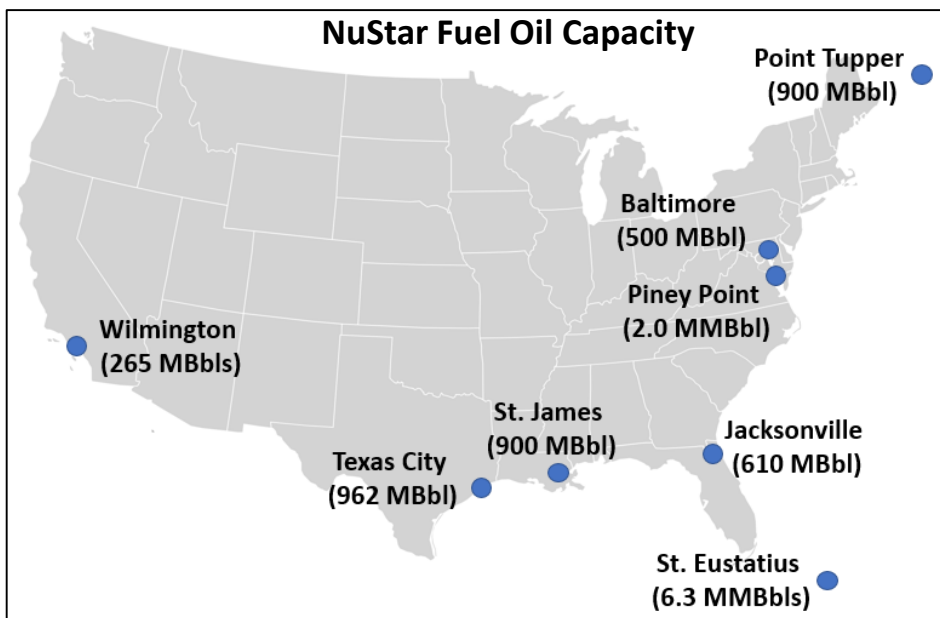 NuStar Fuel Oil Capacity
Point Tupper
(900 MBbl)
Baltimore
(500 MBbl)
Piney Point
(2.0 MMBbl)
Wilmington
(265 MBbls)
St. James
(900 MBbl)
Jacksonville
(610 MBbl)
Texas City
(962 MBbl)
St. Eustatius
(6.3 MMBbls)